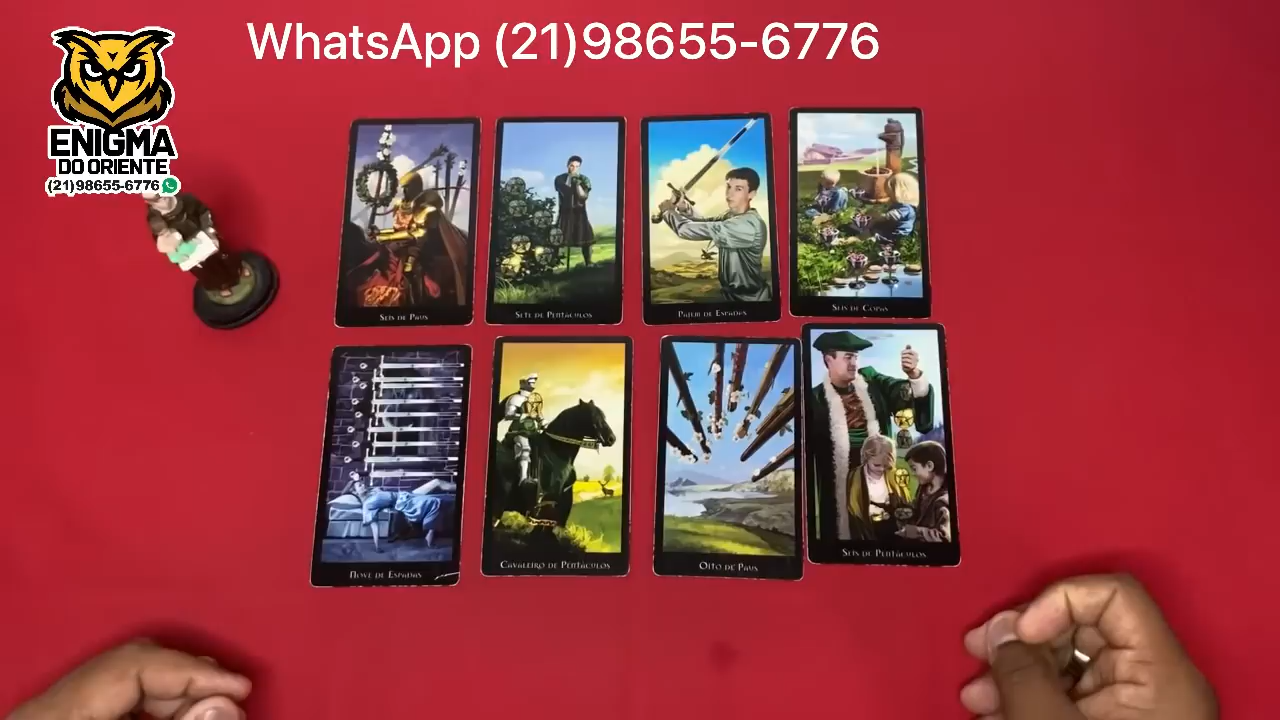 WhatsApp (21)98655-6776
ENIGMA
DO ORIENTE
(21)98655-6776
Seis de Paus
Sete de Pentáculos
Pajem de Espadas
Seis de Copas
Nove de Espadas
Cavaleiro de Pentáculos
Oito de Paus
Seis de Pentáculos